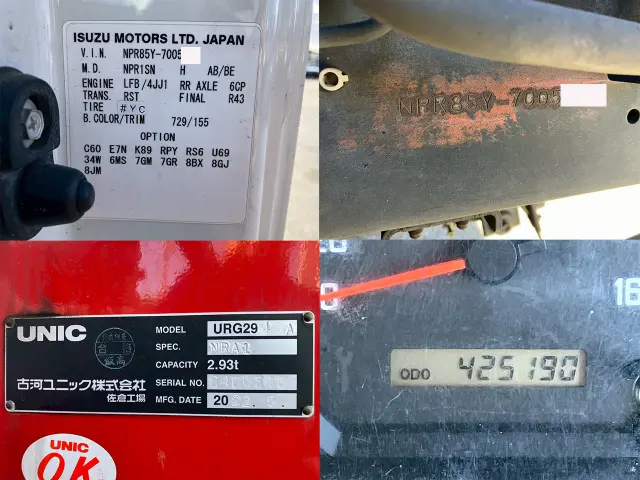 ISUZU MOTORS LTD. JAPAN
V.I.N. NPR85Y-7005
M.D. NPR1SN H AB/BE
ENGINE LFB/4JJ1 RR AXLE 6CP
TRANS. RST FINAL R43
TIRE #YC
B.COLOR/TRIM 729/155
OPTION
C60 E7N K89 RPY RS6 U69
34W 6MS 7GM 7GR 8BX 8GJ
8JM
NPR85Y-7005
UNIC
MODEL URG29 A
SPEC. NRA1
CAPACITY 2.93t
古河ユニック株式会社
佐倉工場
SERIAL NO.
MFG. DATE 20
UNIC
OK
ODO 425190
16